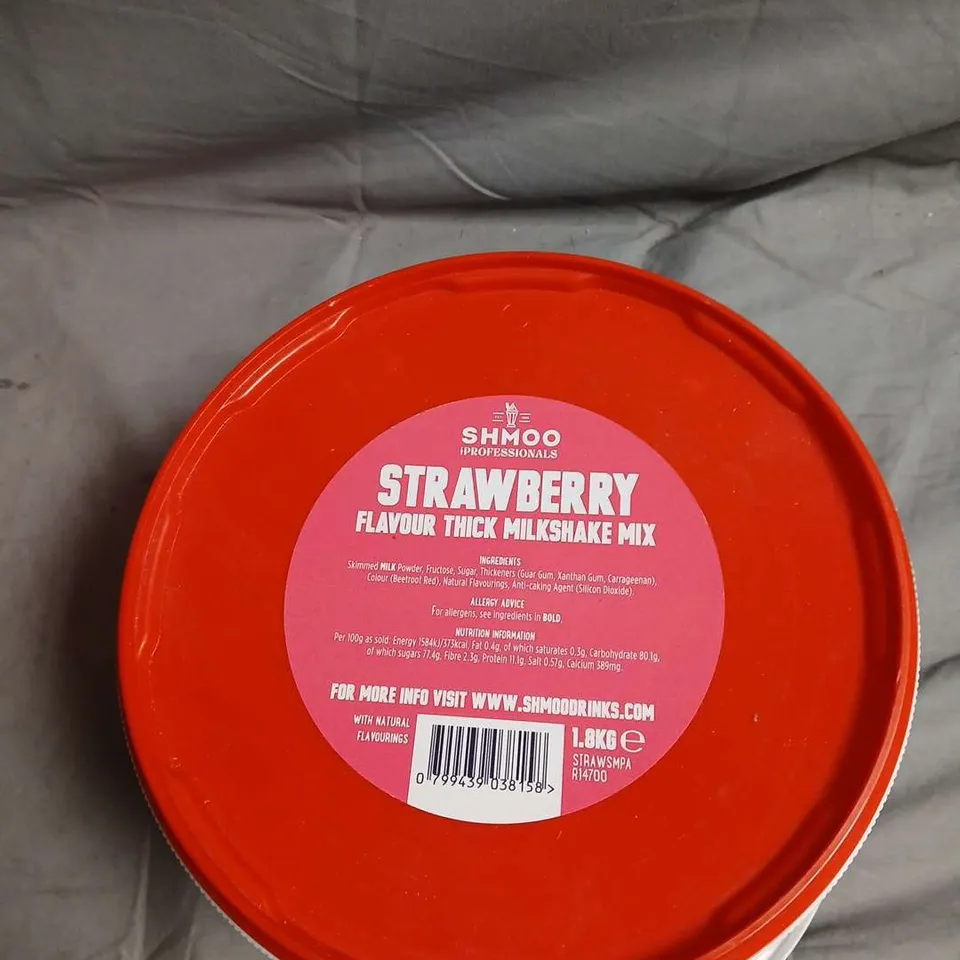 SHMOO
PROFESSIONALS
STRAWBERRY
FLAVOUR THICK MILKSHAKE MIX
INGREDIENTS
Skimmed MILK Powder, Fructose, Sugar, Thickeners (Guar Gum, Xanthan Gum, Carrageenan),
Colour (Beetroot Red), Natural Flavourings, Anti-caking Agent (Silicon Dioxide).
ALLERGY ADVICE
For allergens, see ingredients in BOLD.
NUTRITION INFORMATION
Per 100g as sold: Energy 1584kJ/373kcal, Fat 0.4g, of which saturates 0.3g, Carbohydrate 80.1g,
of which sugars 77.4g, Fibre 2.3g, Protein 11.1g, Salt 0.57g, Calcium 389mg.
FOR MORE INFO VISIT WWW.SHMOODRINKS.COM
WITH NATURAL
FLAVOURINGS
0 799439 038158 >
1.8KG e
STRAWSMPA
R14700